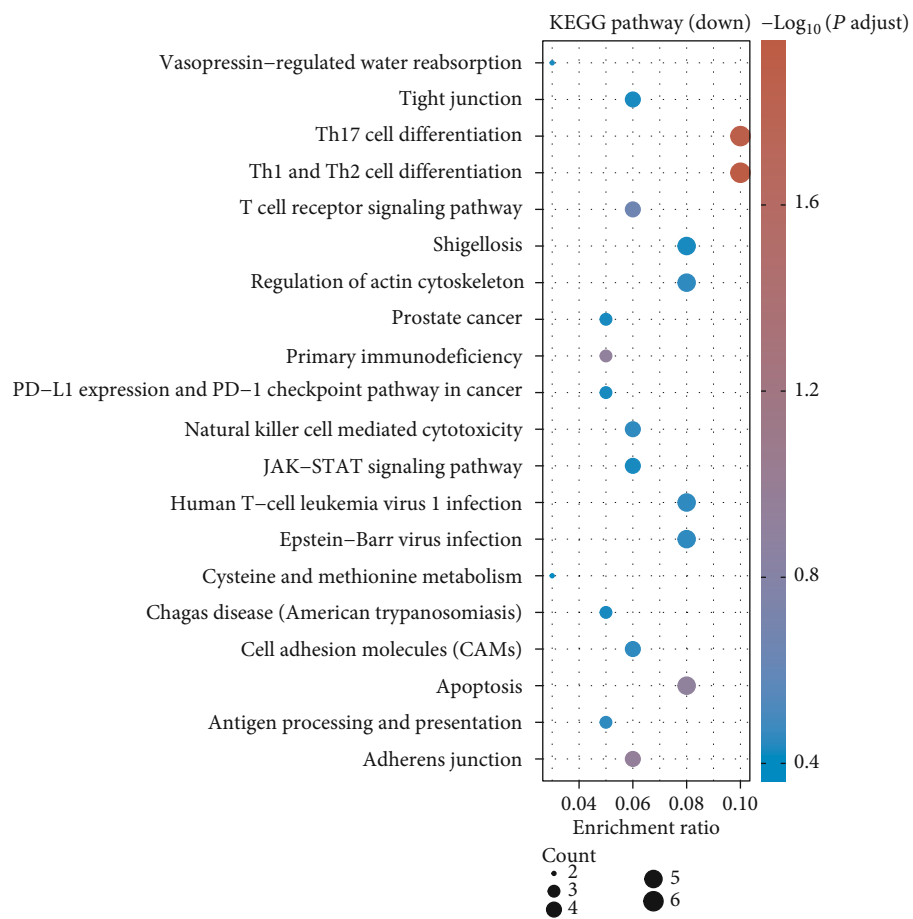 KEGG pathway (down)
−Log10 (P adjust)
Vasopressin−regulated water reabsorption
Tight junction
Th17 cell differentiation
Th1 and Th2 cell differentiation
T cell receptor signaling pathway
Shigellosis
Regulation of actin cytoskeleton
Prostate cancer
Primary immunodeficiency
PD−L1 expression and PD−1 checkpoint pathway in cancer
Natural killer cell mediated cytotoxicity
JAK−STAT signaling pathway
Human T−cell leukemia virus 1 infection
Epstein−Barr virus infection
Cysteine and methionine metabolism
Chagas disease (American trypanosomiasis)
Cell adhesion molecules (CAMs)
Apoptosis
Antigen processing and presentation
Adherens junction
1.6
1.2
0.8
0.4
0.04 0.06 0.08 0.10
Enrichment ratio
Count
2 5
3 6
4